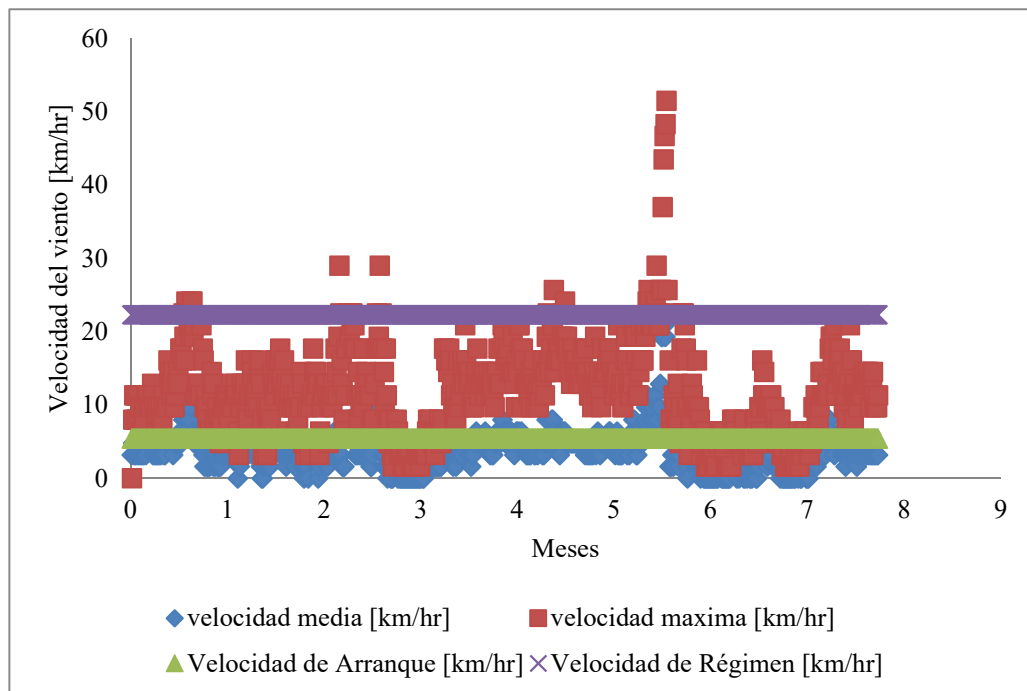 60
50
40
30
20
10
0
Velocidad del viento [km/hr]
0 1 2 3 4 5 6 7 8 9
Meses
velocidad media [km/hr] velocidad maxima [km/hr]
Velocidad de Arranque [km/hr] Velocidad de Régimen [km/hr]